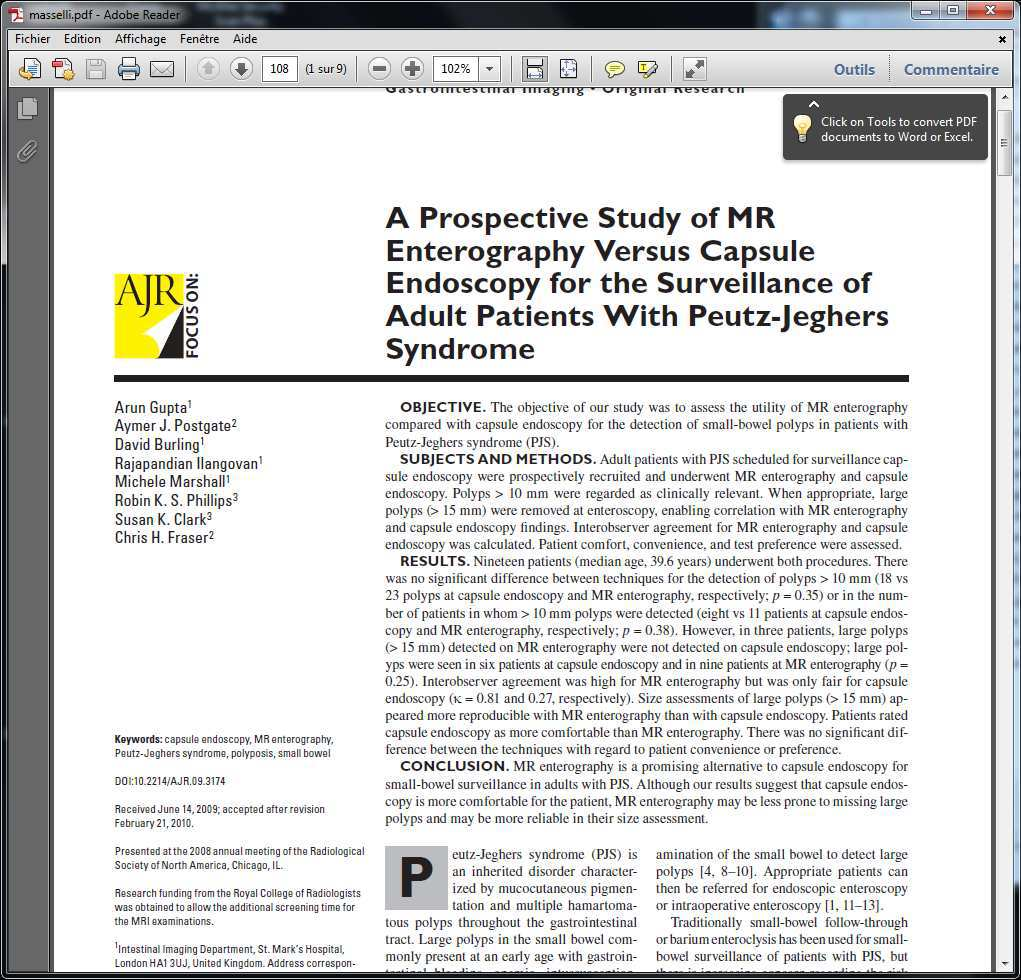 masselli.pdf - Adobe Reader
Fichier Edition Affichage Fenêtre Aide
108 (1 sur 9) 102% Outils Commentaire
Gastrointestinal Imaging • Original Research
Click on Tools to convert PDF
documents to Word or Excel.
A Prospective Study of MR
Enterography Versus Capsule
Endoscopy for the Surveillance of
Adult Patients With Peutz-Jeghers
Syndrome
AJR
FOCUS ON:
Arun Gupta1
Aymer J. Postgate2
David Burling1
Rajapandian Ilangovan1
Michele Marshall1
Robin K. S. Phillips3
Susan K. Clark3
Chris H. Fraser2
Keywords: capsule endoscopy, MR enterography,
Peutz-Jeghers syndrome, polyposis, small bowel
DOI:10.2214/AJR.09.3174
Received June 14, 2009; accepted after revision
February 21, 2010.
Presented at the 2008 annual meeting of the Radiological
Society of North America, Chicago, IL.
Research funding from the Royal College of Radiologists
was obtained to allow the additional screening time for
the MRI examinations.
1Intestinal Imaging Department, St. Mark's Hospital,
London HA1 3UJ, United Kingdom. Address correspon-
OBJECTIVE. The objective of our study was to assess the utility of MR enterography
compared with capsule endoscopy for the detection of small-bowel polyps in patients with
Peutz-Jeghers syndrome (PJS).
SUBJECTS AND METHODS. Adult patients with PJS scheduled for surveillance cap-
sule endoscopy were prospectively recruited and underwent MR enterography and capsule
endoscopy. Polyps > 10 mm were regarded as clinically relevant. When appropriate, large
polyps (> 15 mm) were removed at enteroscopy, enabling correlation with MR enterography
and capsule endoscopy findings. Interobserver agreement for MR enterography and capsule
endoscopy was calculated. Patient comfort, convenience, and test preference were assessed.
RESULTS. Nineteen patients (median age, 39.6 years) underwent both procedures. There
was no significant difference between techniques for the detection of polyps > 10 mm (18 vs
23 polyps at capsule endoscopy and MR enterography, respectively; p = 0.35) or in the num-
ber of patients in whom > 10 mm polyps were detected (eight vs 11 patients at capsule endos-
copy and MR enterography, respectively; p = 0.38). However, in three patients, large polyps
(> 15 mm) detected on MR enterography were not detected on capsule endoscopy; large pol-
yps were seen in six patients at capsule endoscopy and in nine patients at MR enterography (p =
0.25). Interobserver agreement was high for MR enterography but was only fair for capsule
endoscopy (κ = 0.81 and 0.27, respectively). Size assessments of large polyps (> 15 mm) ap-
peared more reproducible with MR enterography than with capsule endoscopy. Patients rated
capsule endoscopy as more comfortable than MR enterography. There was no significant dif-
ference between the techniques with regard to patient convenience or preference.
CONCLUSION. MR enterography is a promising alternative to capsule endoscopy for
small-bowel surveillance in adults with PJS. Although our results suggest that capsule endos-
copy is more comfortable for the patient, MR enterography may be less prone to missing large
polyps and may be more reliable in their size assessment.
Peutz-Jeghers syndrome (PJS) is
an inherited disorder character-
ized by mucocutaneous pigmen-
tation and multiple hamartoma-
tous polyps throughout the gastrointestinal
tract. Large polyps in the small bowel com-
monly present at an early age with gastroin-
testinal bleeding, anemia, intussusception,
amination of the small bowel to detect large
polyps [4, 8–10]. Appropriate patients can
then be referred for endoscopic enteroscopy
or intraoperative enteroscopy [1, 11–13].
Traditionally small-bowel follow-through
or barium enteroclysis has been used for small-
bowel surveillance of patients with PJS, but
there is increasing concern regarding the risk